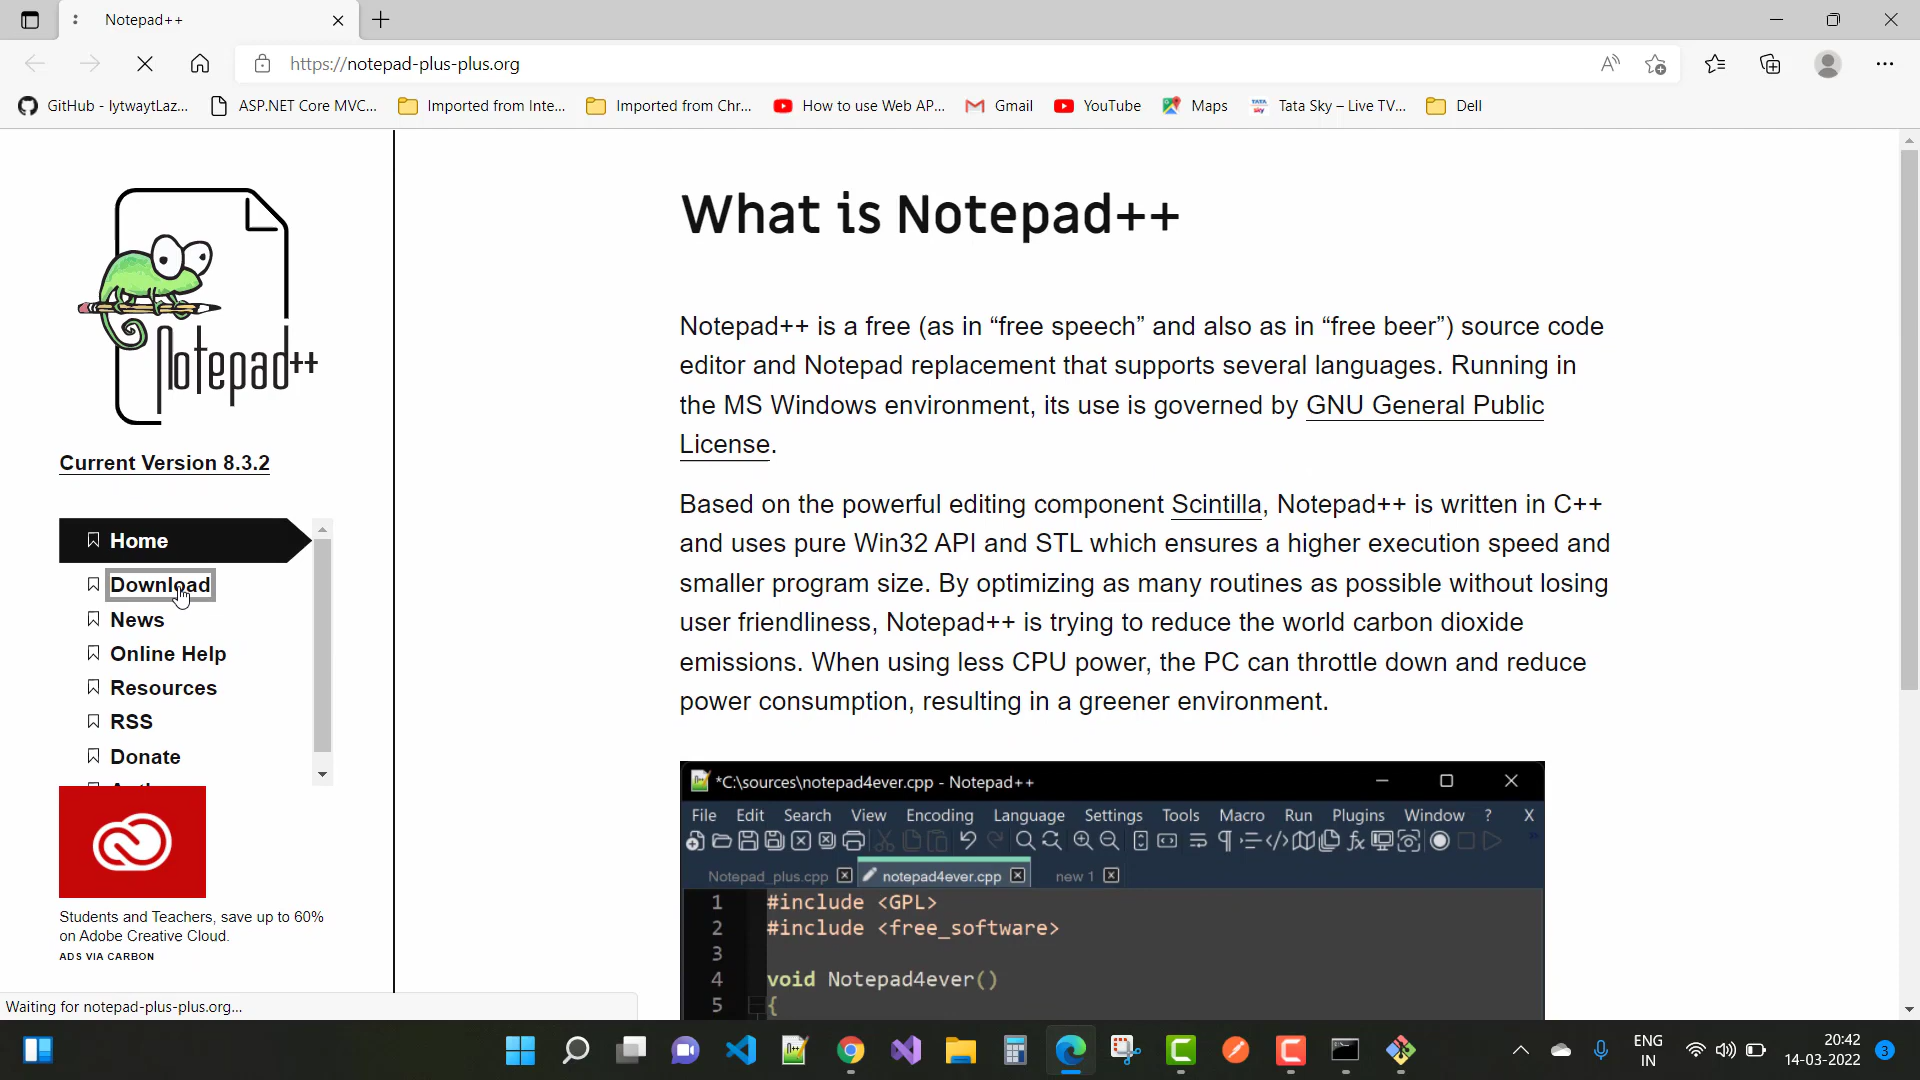 Notepad++
https://notepad-plus-plus.org
GitHub - lytwaytLaz...
ASP.NET Core MVC...
Imported from Inte...
Imported from Chr...
How to use Web AP...
Gmail
YouTube
Maps
TATA
sky
Tata Sky – Live TV...
Dell
Notepad++
Current Version 8.3.2
Home
Download
News
Online Help
Resources
RSS
Donate
Students and Teachers, save up to 60%
on Adobe Creative Cloud.
ADS VIA CARBON
Waiting for notepad-plus-plus.org...
What is Notepad++
Notepad++ is a free (as in “free speech” and also as in “free beer”) source code
editor and Notepad replacement that supports several languages. Running in
the MS Windows environment, its use is governed by GNU General Public
License.
Based on the powerful editing component Scintilla, Notepad++ is written in C++
and uses pure Win32 API and STL which ensures a higher execution speed and
smaller program size. By optimizing as many routines as possible without losing
user friendliness, Notepad++ is trying to reduce the world carbon dioxide
emissions. When using less CPU power, the PC can throttle down and reduce
power consumption, resulting in a greener environment.
*C:\sources\notepad4ever.cpp - Notepad++
File Edit Search View Encoding Language Settings Tools Macro Run Plugins Window ? X
Notepad_plus.cpp notepad4ever.cpp new 1
1 #include <GPL>
2 #include <free_software>
3
4 void Notepad4ever()
5 {
ENG
IN
20:42
14-03-2022
3